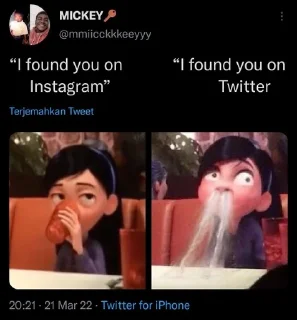 MICKEY🔑
@mmiicckkkeeyyy
“I found you on
Instagram”
“I found you on
Twitter
Terjemahkan Tweet
20:21 · 21 Mar 22 · Twitter for iPhone